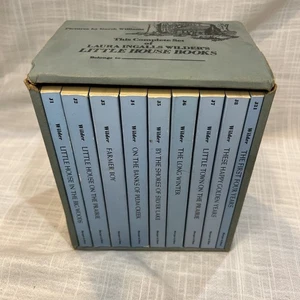 This Complete Set
of
LAURA INGALLS WILDER'S
LITTLE HOUSE BOOKS
Belongs to
Wilder LITTLE HOUSE IN THE BIG WOODS
Wilder LITTLE HOUSE ON THE PRAIRIE
Wilder FARMER BOY
Wilder ON THE BANKS OF PLUM CREEK
Wilder BY THE SHORES OF SILVER LAKE
Wilder THE LONG WINTER
Wilder LITTLE TOWN ON THE PRAIRIE
Wilder THESE HAPPY GOLDEN YEARS
Wilder THE FIRST FOUR YEARS